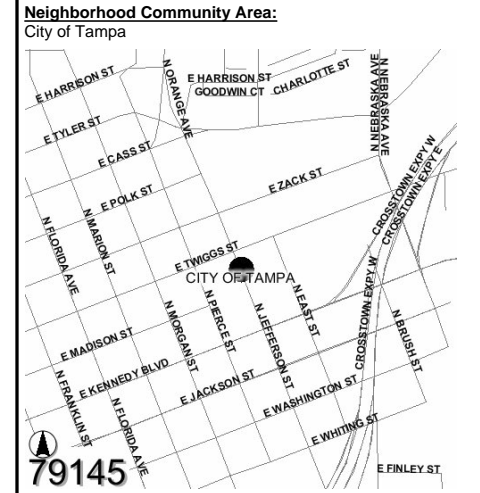 Neighborhood Community Area:
City of Tampa
E HARRISON ST
N ORANGE AVE
E HARRISON ST
GOODWIN CT
CHARLOTTE ST
N NEBRASKA AVE
N NEBRASKA AVE
E TYLER ST
E CASS ST
E POLK ST
E ZACK ST
CROSSTOWN EXPY W
CROSSTOWN EXPY E
N FLORIDA AVE
N MARION ST
E TWIGGS ST
CITY OF TAMPA
N MORGAN ST
N PIERCE ST
N JEFFERSON ST
N EAST ST
CROSSTOWN EXPY W
N BRUSH ST
E MADISON ST
E KENNEDY BLVD
E JACKSON ST
E WASHINGTON ST
N FRANKLIN ST
N FLORIDA AVE
E WHITING ST
E FINLEY ST
79145